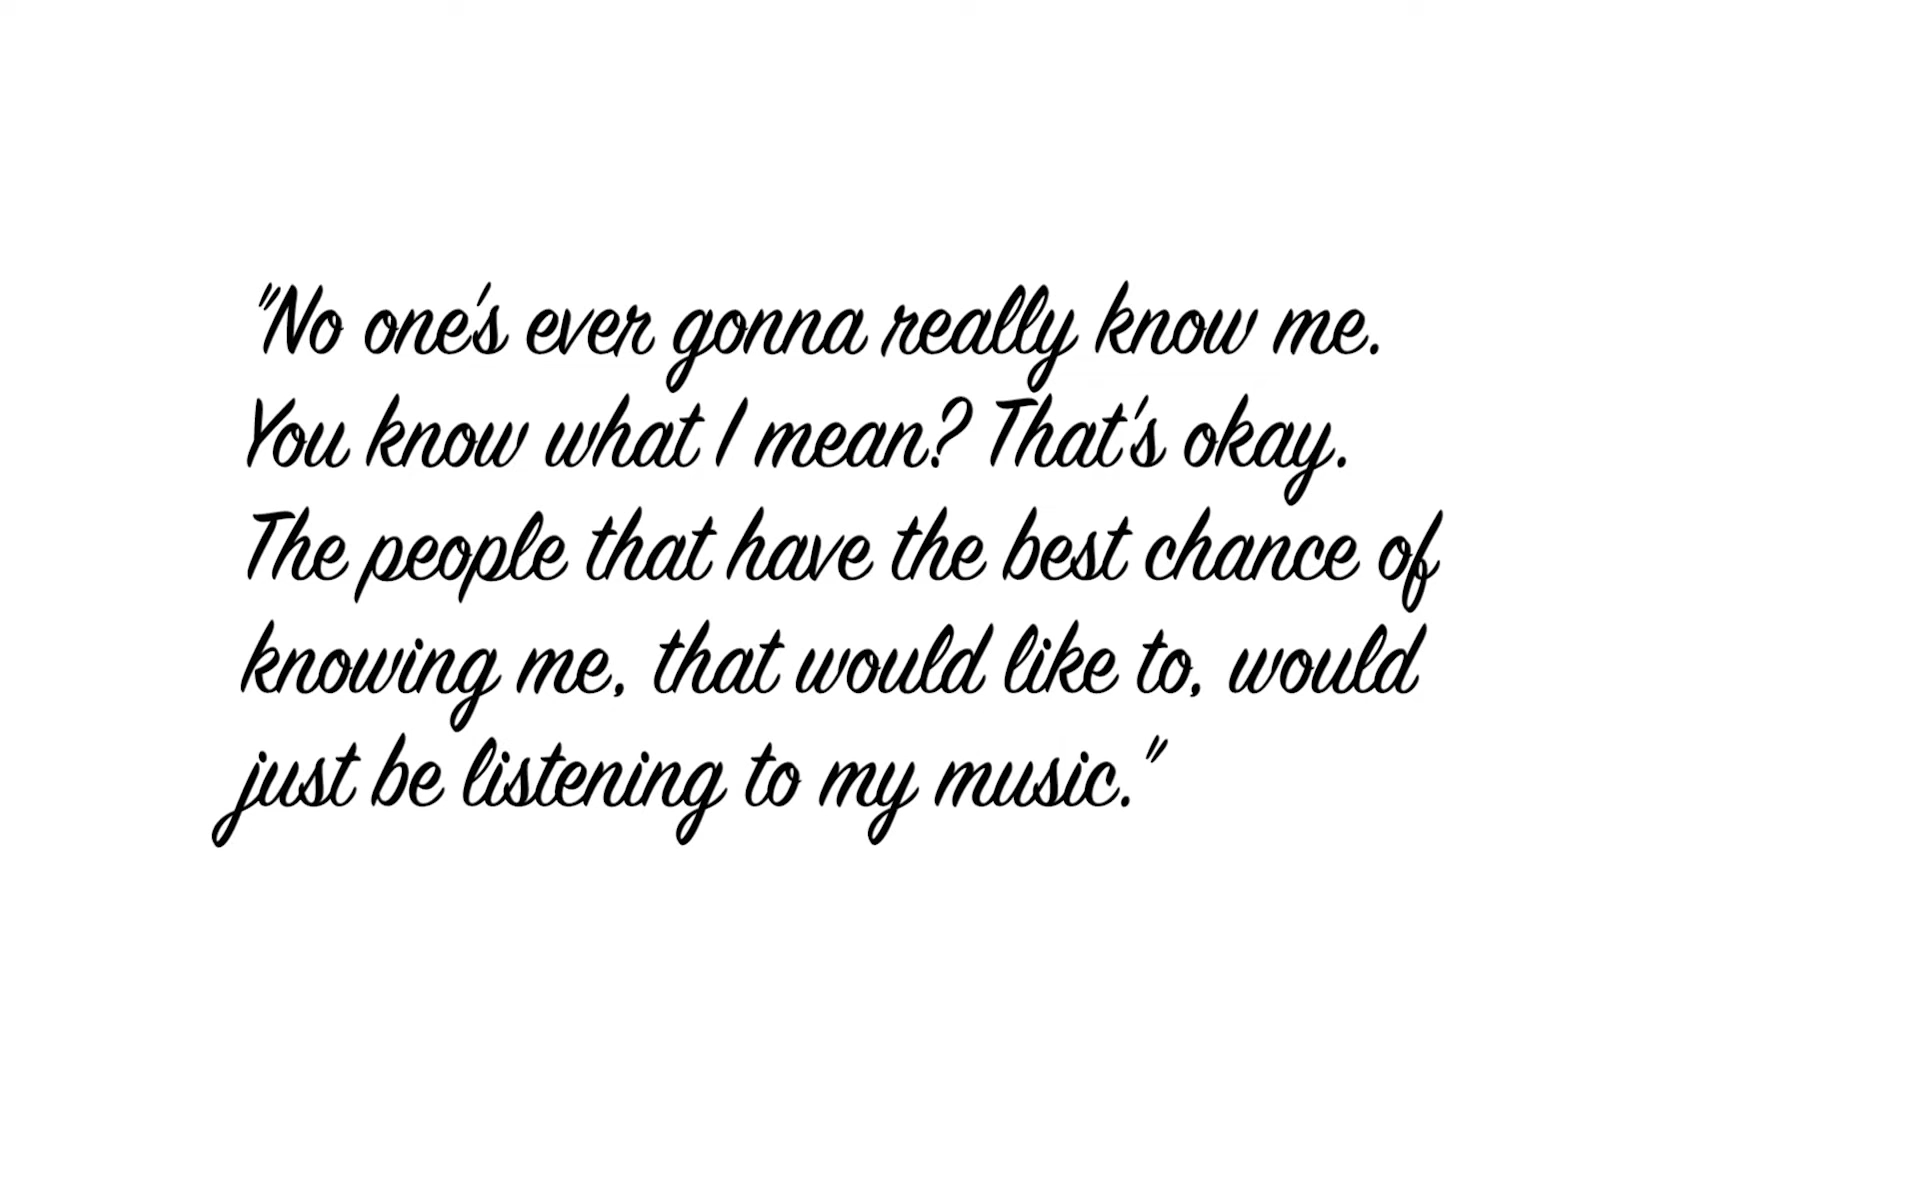 "No one's ever gonna really know me.
You know what I mean? That's okay.
The people that have the best chance of
knowing me, that would like to, would
just be listening to my music."